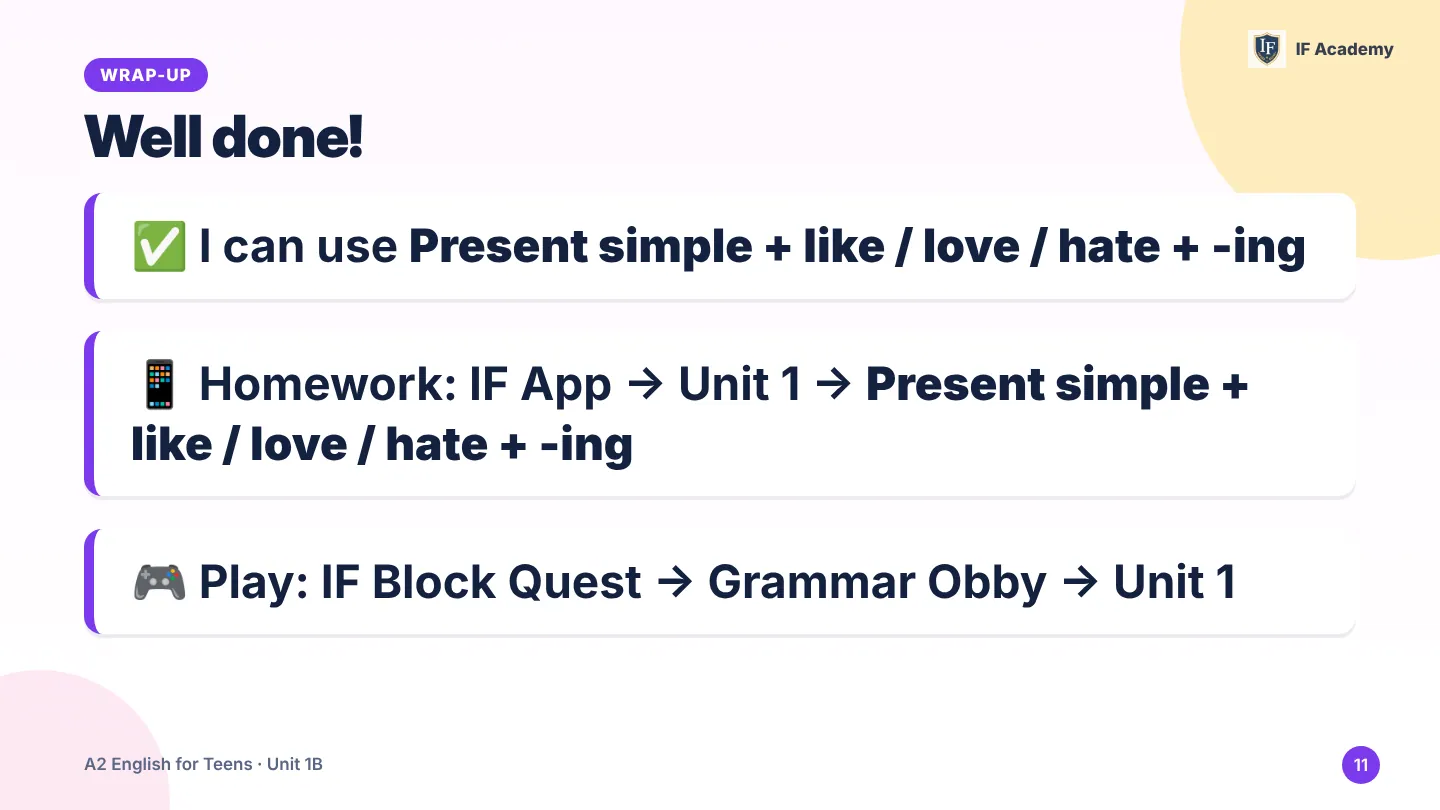 IF
IF Academy
WRAP-UP
Well done!
✅ I can use Present simple + like / love / hate + -ing
📱 Homework: IF App → Unit 1 → Present simple +
like / love / hate + -ing
🎮 Play: IF Block Quest → Grammar Obby → Unit 1
A2 English for Teens · Unit 1B
11